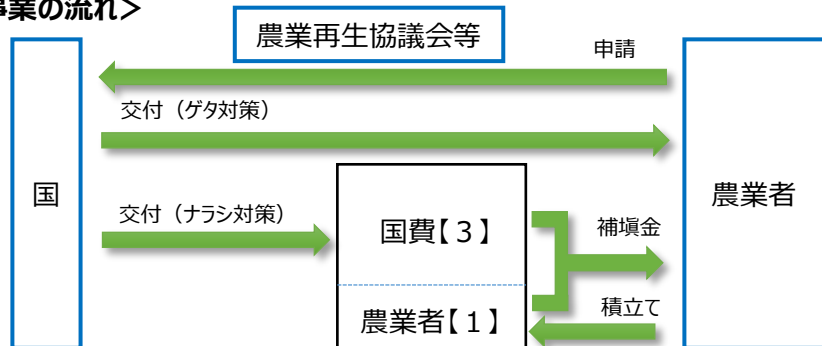 事業の流れ＞
農業再生協議会等
申請
交付（ゲタ対策）
国
農業者
交付（ナラシ対策）
国費【３】
補塡金
農業者【１】
積立て